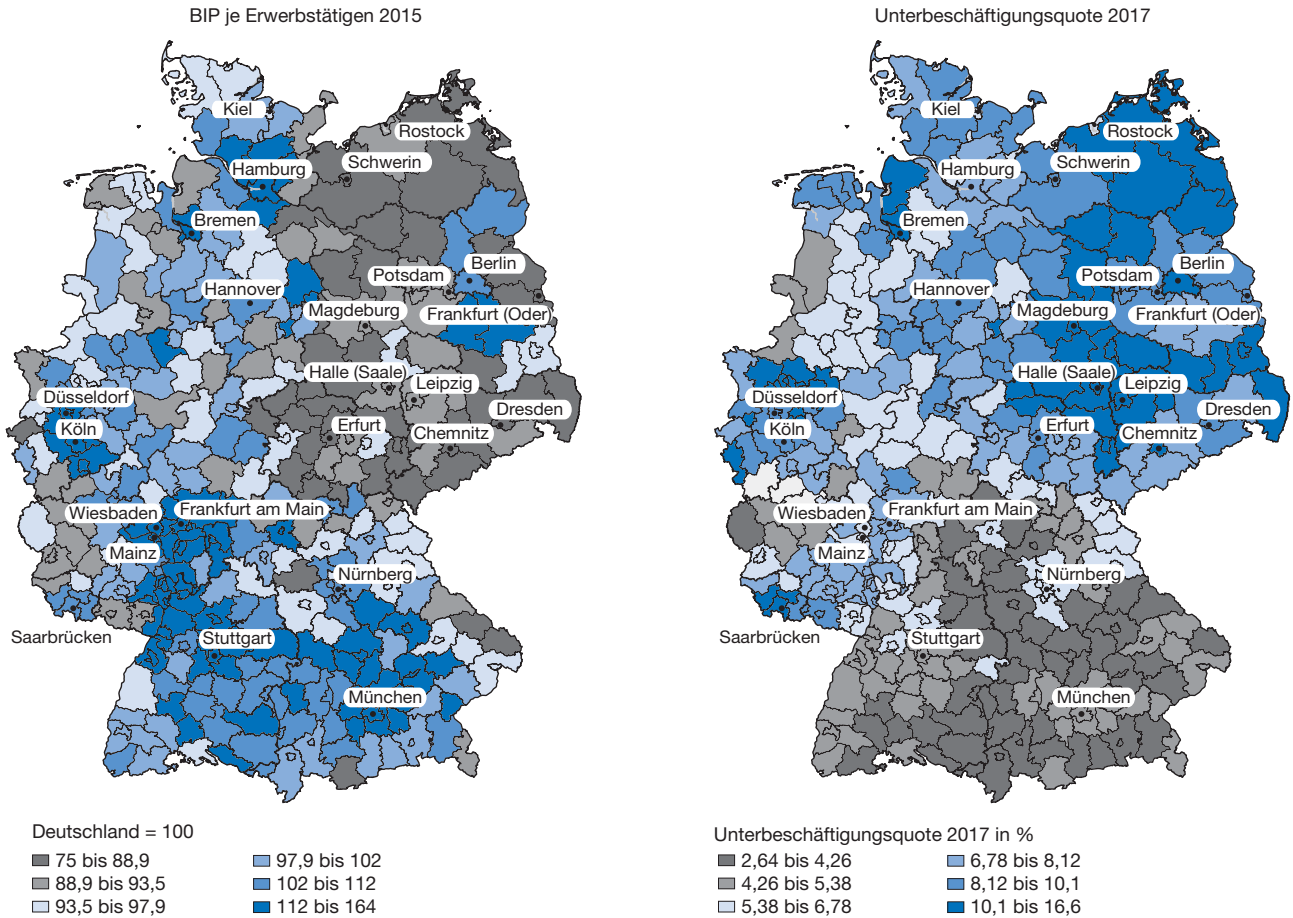 BIP je Erwerbstätigen 2015
Kiel
Rostock
Schwerin
Hamburg
Bremen
Berlin
Potsdam
Hannover
Magdeburg
Frankfurt (Oder)
Halle (Saale)
Leipzig
Düsseldorf
Dresden
Köln
Erfurt
Chemnitz
Wiesbaden
Frankfurt am Main
Mainz
Nürnberg
Saarbrücken
Stuttgart
München
Deutschland = 100
75 bis 88,9
88,9 bis 93,5
93,5 bis 97,9
97,9 bis 102
102 bis 112
112 bis 164
Unterbeschäftigungsquote 2017
Kiel
Rostock
Schwerin
Hamburg
Bremen
Berlin
Potsdam
Hannover
Magdeburg
Frankfurt (Oder)
Halle (Saale)
Leipzig
Düsseldorf
Dresden
Köln
Erfurt
Chemnitz
Wiesbaden
Frankfurt am Main
Mainz
Nürnberg
Saarbrücken
Stuttgart
München
Unterbeschäftigungsquote 2017 in %
2,64 bis 4,26
4,26 bis 5,38
5,38 bis 6,78
6,78 bis 8,12
8,12 bis 10,1
10,1 bis 16,6